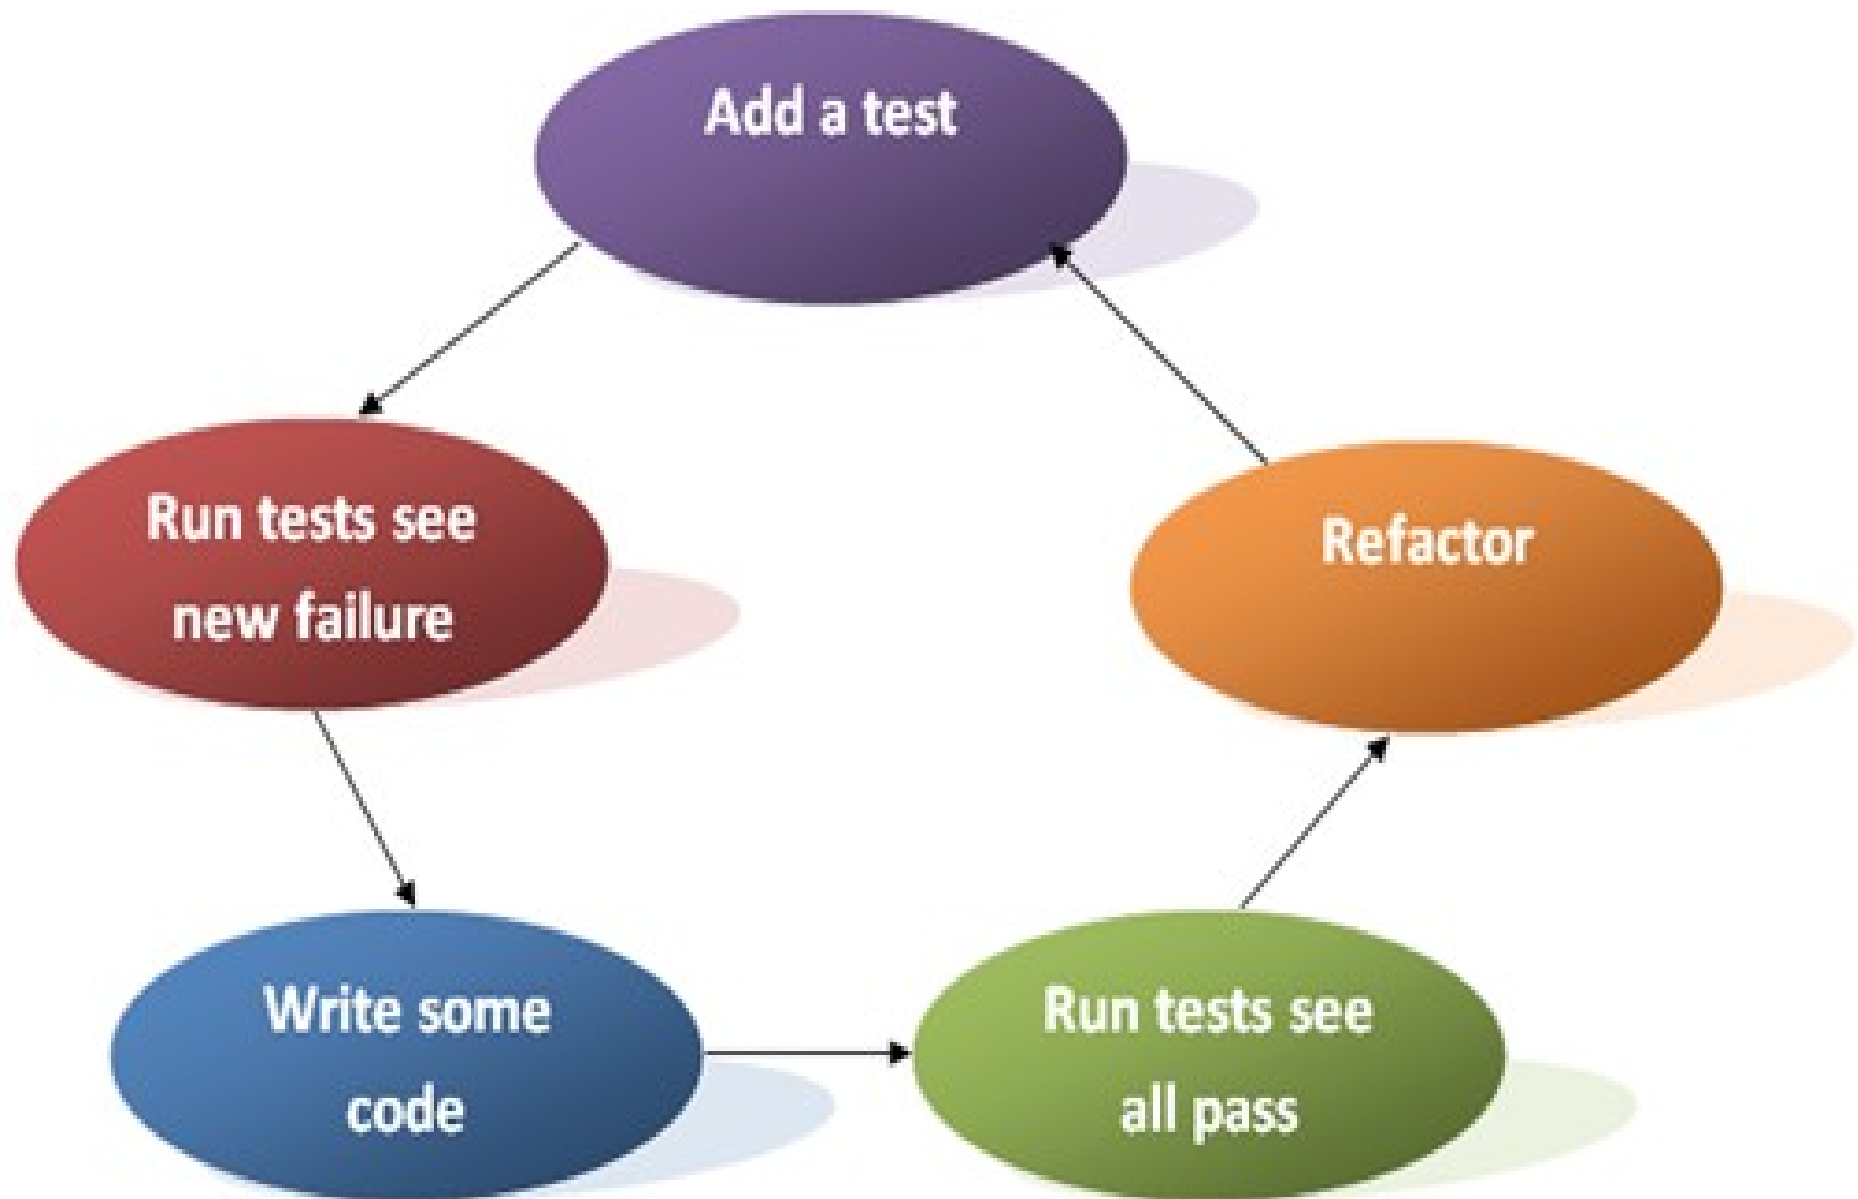 Add a test
Run tests see
new failure
Refactor
Write some
code
Run tests see
all pass